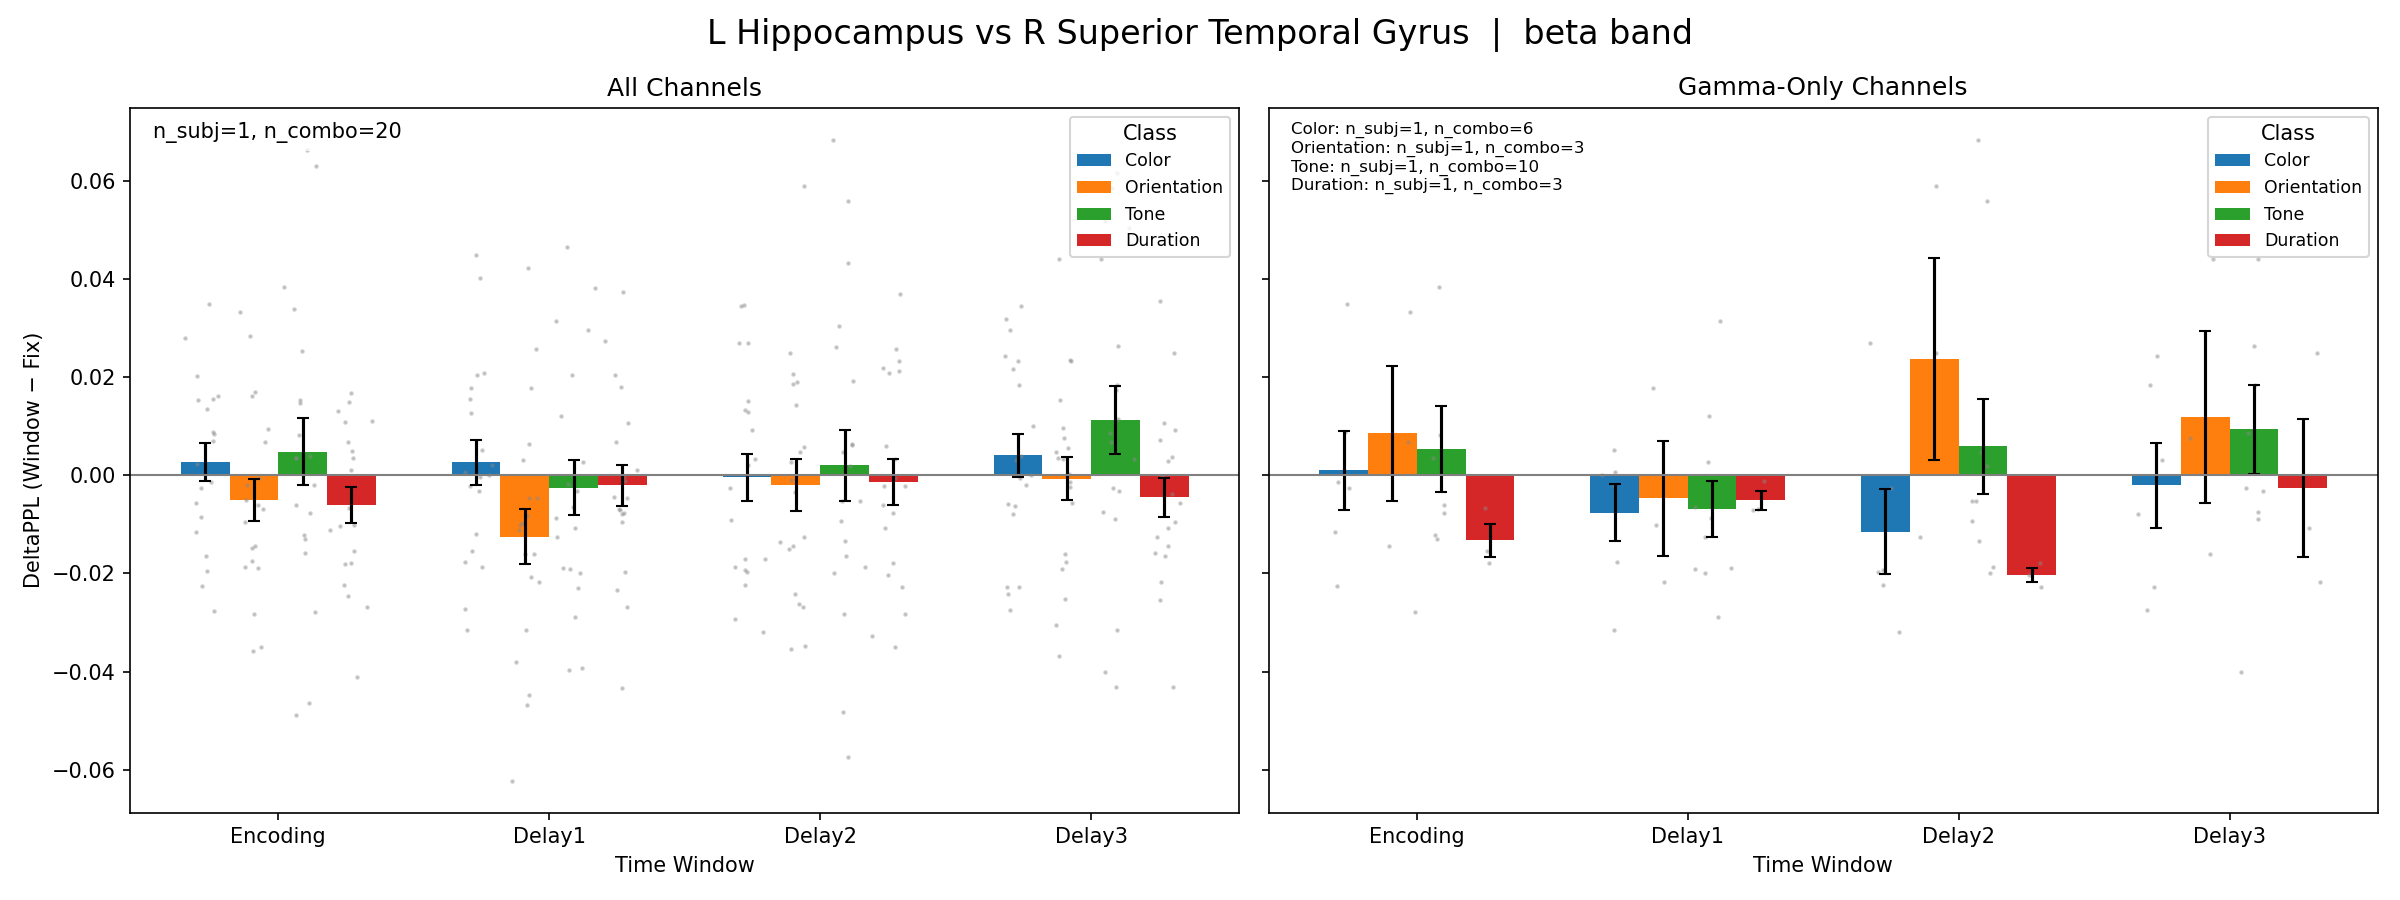 L Hippocampus vs R Superior Temporal Gyrus | beta band
All Channels
n_subj=1, n_combo=20
Class
Color
Orientation
Tone
Duration
DeltaPPL (Window − Fix)
0.06
0.04
0.02
0.00
−0.02
−0.04
−0.06
Encoding
Delay1
Delay2
Delay3
Time Window
Gamma-Only Channels
Color: n_subj=1, n_combo=6
Orientation: n_subj=1, n_combo=3
Tone: n_subj=1, n_combo=10
Duration: n_subj=1, n_combo=3
Class
Color
Orientation
Tone
Duration
Encoding
Delay1
Delay2
Delay3
Time Window